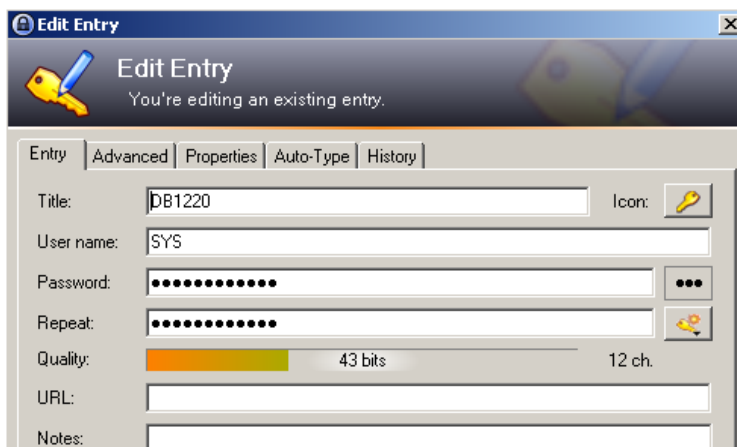 Edit Entry
Edit Entry
You're editing an existing entry.
Entry Advanced Properties Auto-Type History
Title: DB1220 Icon:
User name: SYS
Password: ●●●●●●●●●●●● ●●●
Repeat: ●●●●●●●●●●●●
Quality: 43 bits 12 ch.
URL:
Notes: